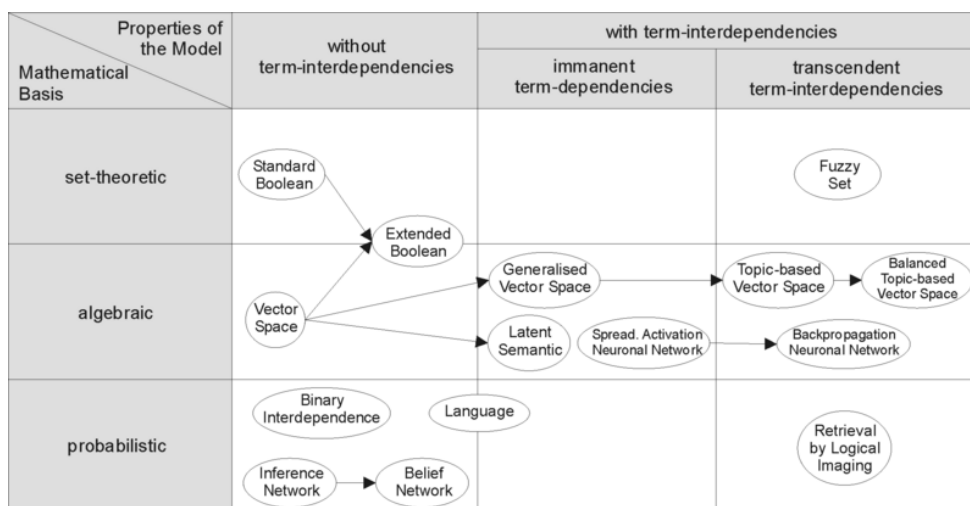 Properties of
the Model
Mathematical
Basis
without
term-interdependencies
with term-interdependencies
immanent
term-dependencies
transcendent
term-interdependencies
set-theoretic
Standard
Boolean
Fuzzy
Set
Extended
Boolean
algebraic
Vector
Space
Generalised
Vector Space
Topic-based
Vector Space
Balanced
Topic-based
Vector Space
Latent
Semantic
Spread. Activation
Neuronal Network
Backpropagation
Neuronal Network
probabilistic
Binary
Interdependence
Language
Inference
Network
Belief
Network
Retrieval
by Logical
Imaging